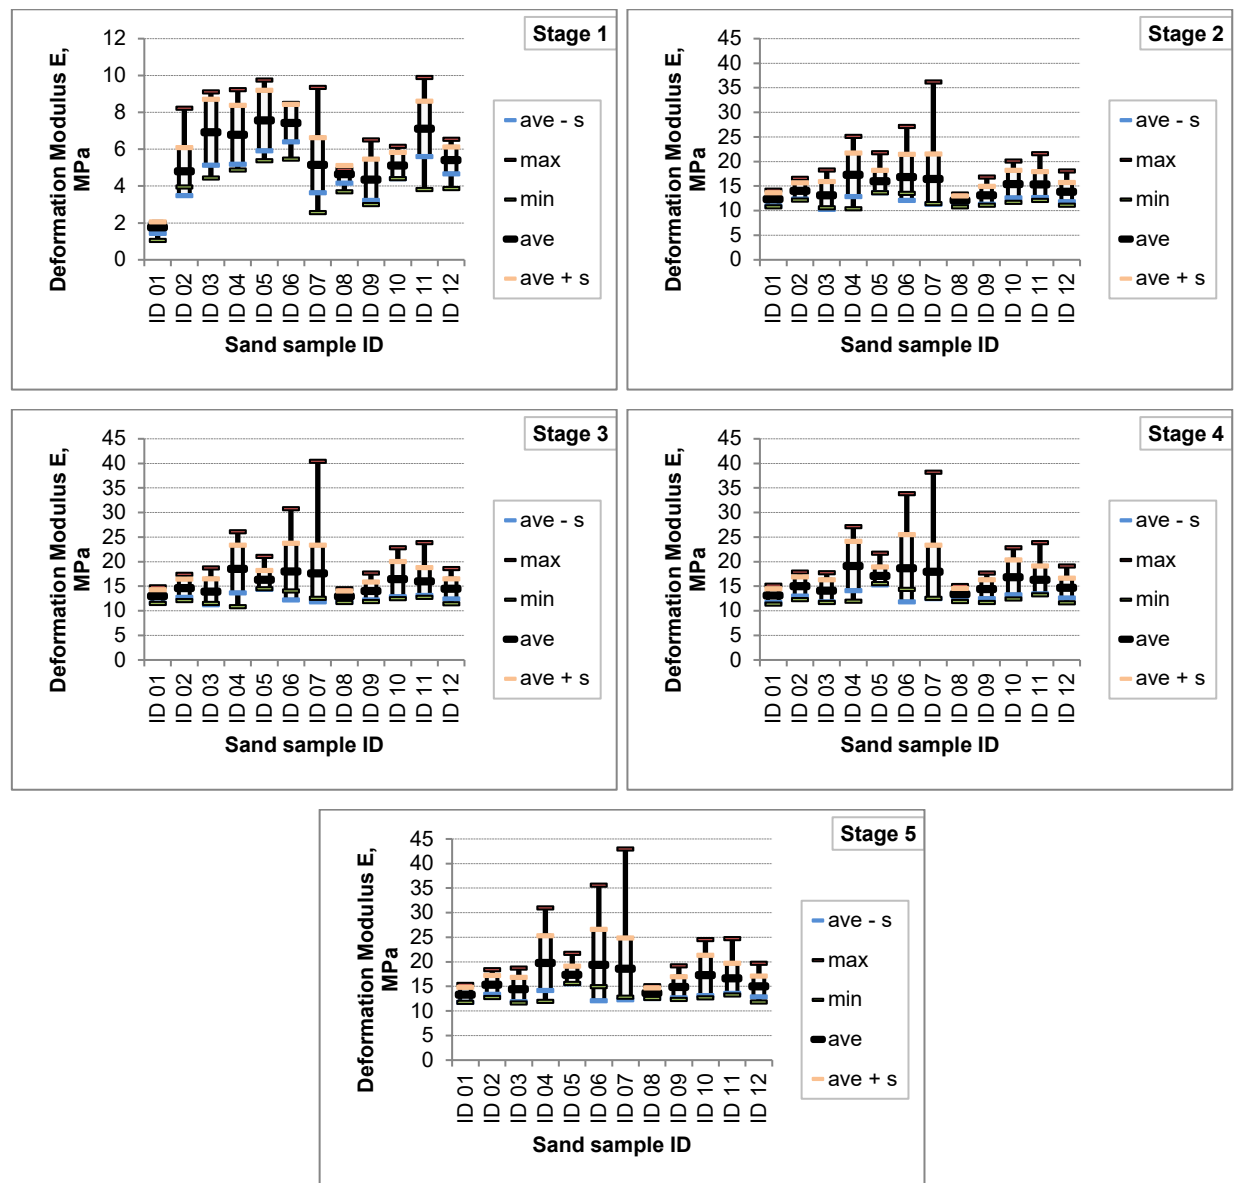 Stage 1
Deformation Modulus E,
MPa
12
10
8
6
4
2
0
ID 01
ID 02
ID 03
ID 04
ID 05
ID 06
ID 07
ID 08
ID 09
ID 10
ID 11
ID 12
Sand sample ID
ave - s
max
min
ave
ave + s
Stage 2
Deformation Modulus E,
MPa
45
40
35
30
25
20
15
10
5
0
ID 01
ID 02
ID 03
ID 04
ID 05
ID 06
ID 07
ID 08
ID 09
ID 10
ID 11
ID 12
Sand sample ID
ave - s
max
min
ave
ave + s
Stage 3
Deformation Modulus E,
MPa
45
40
35
30
25
20
15
10
5
0
ID 01
ID 02
ID 03
ID 04
ID 05
ID 06
ID 07
ID 08
ID 09
ID 10
ID 11
ID 12
Sand sample ID
ave - s
max
min
ave
ave + s
Stage 4
Deformation Modulus E,
MPa
45
40
35
30
25
20
15
10
5
0
ID 01
ID 02
ID 03
ID 04
ID 05
ID 06
ID 07
ID 08
ID 09
ID 10
ID 11
ID 12
Sand sample ID
ave - s
max
min
ave
ave + s
Stage 5
Deformation Modulus E,
MPa
45
40
35
30
25
20
15
10
5
0
ID 01
ID 02
ID 03
ID 04
ID 05
ID 06
ID 07
ID 08
ID 09
ID 10
ID 11
ID 12
Sand sample ID
ave - s
max
min
ave
ave + s